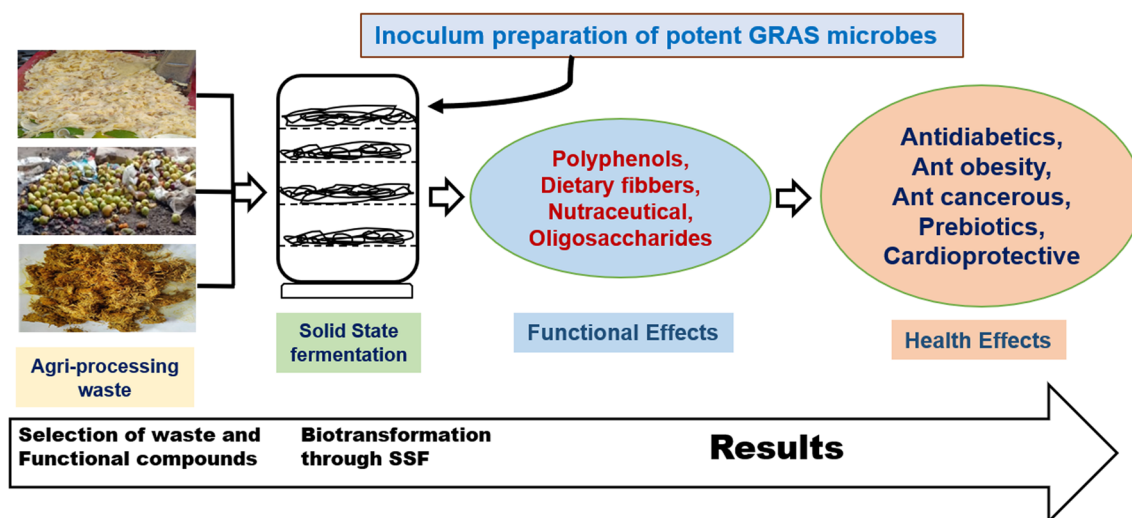 Inoculum preparation of potent GRAS microbes
Polyphenols,
Dietary fibbers,
Nutraceutical,
Oligosaccharides
Antidiabetics,
Ant obesity,
Ant cancerous,
Prebiotics,
Cardioprotective
Agri-processing
waste
Solid State
fermentation
Functional Effects
Health Effects
Selection of waste and
Functional compounds
Biotransformation
through SSF
Results